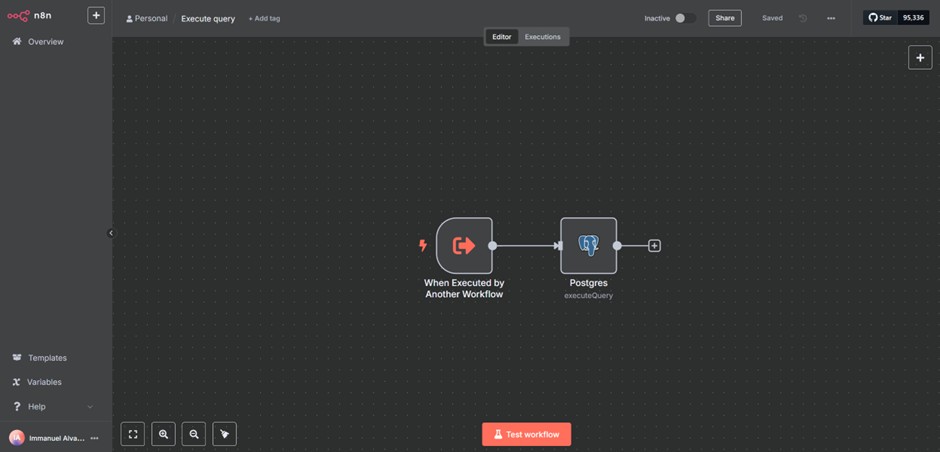 n8n
Personal / Execute query + Add tag
Inactive
Share
Saved
Star 95,336
Editor Executions
Overview
When Executed by
Another Workflow
Postgres
executeQuery
Templates
Variables
Help
IA Immanuel Alva...
Test workflow